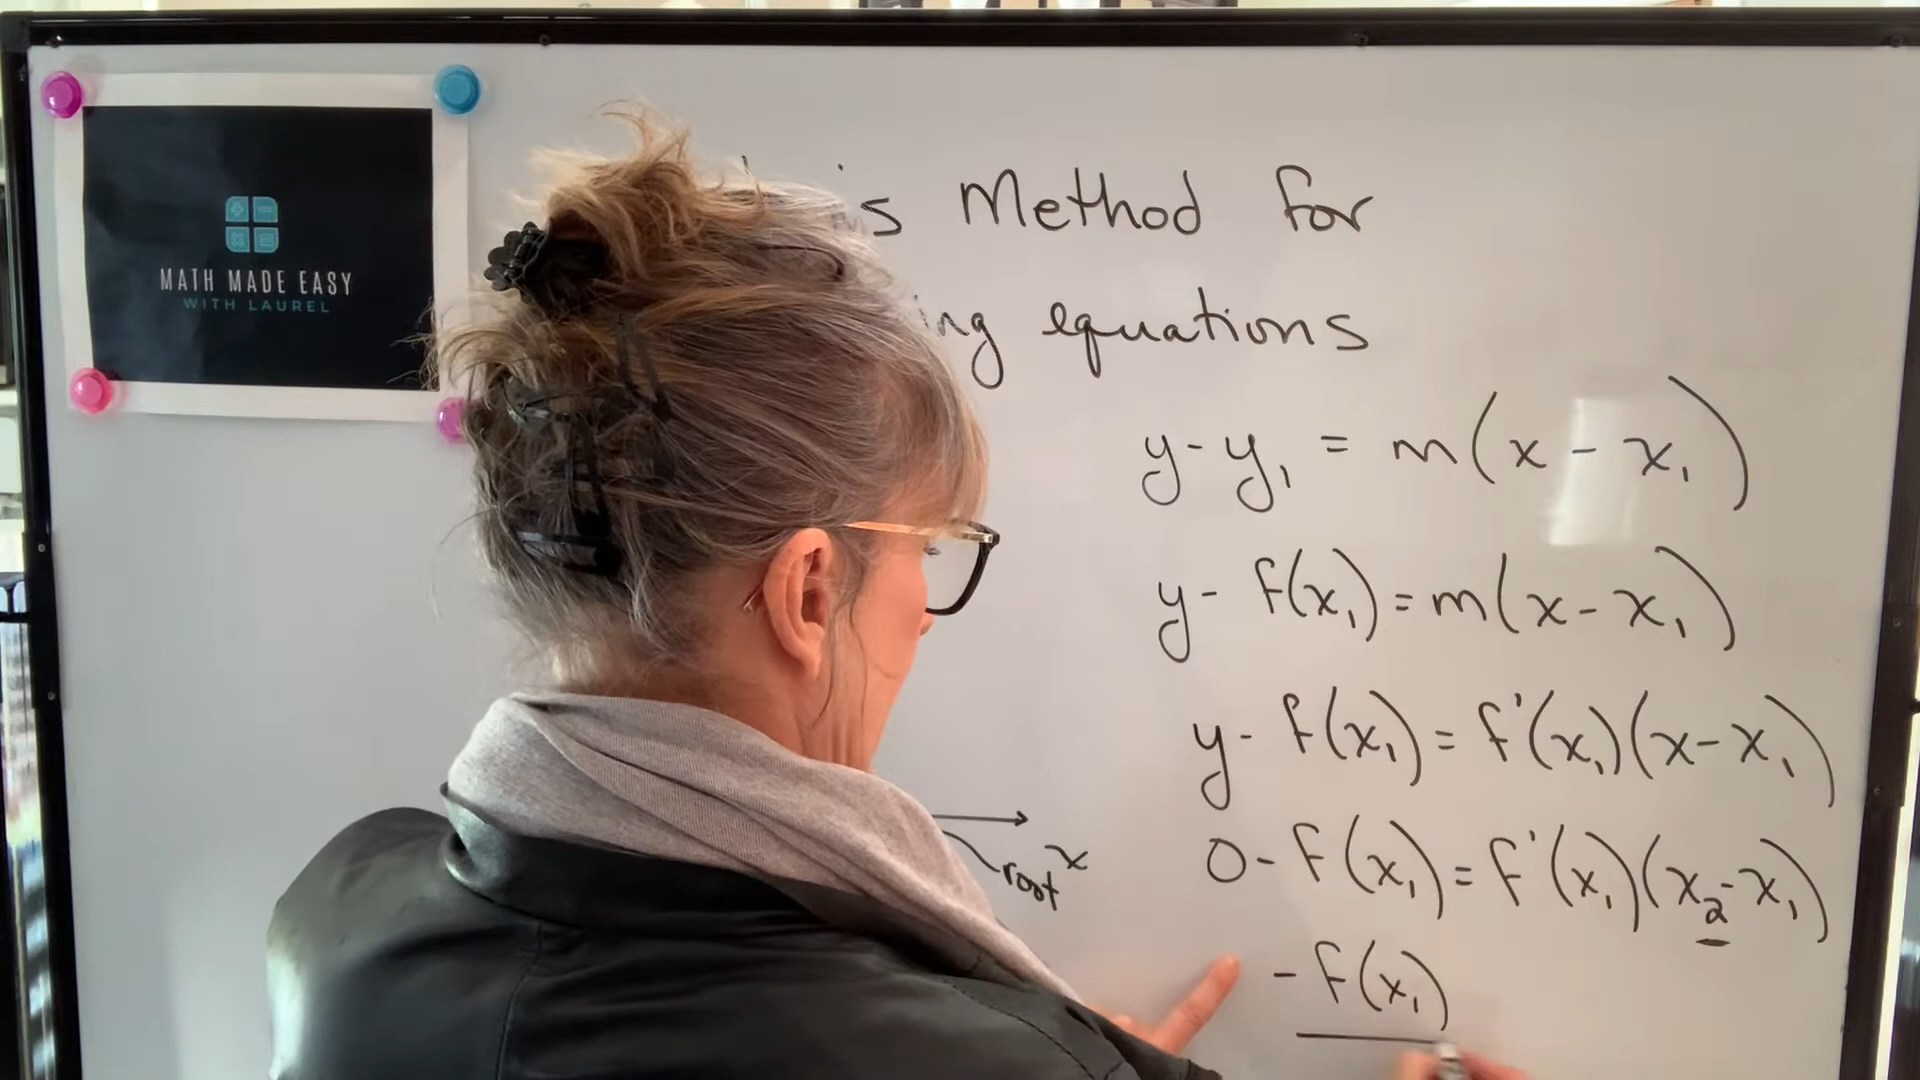 MATH MADE EASY
WITH LAUREL
's Method for
equations
y-y₁ = m(x - x₁)
y- f(x₁) = m(x - x₁)
y- f(x₁) = f'(x₁)(x - x₁)
0- f(x₁) = f'(x₁)(x₂ - x₁)
root x
- f(x₁)